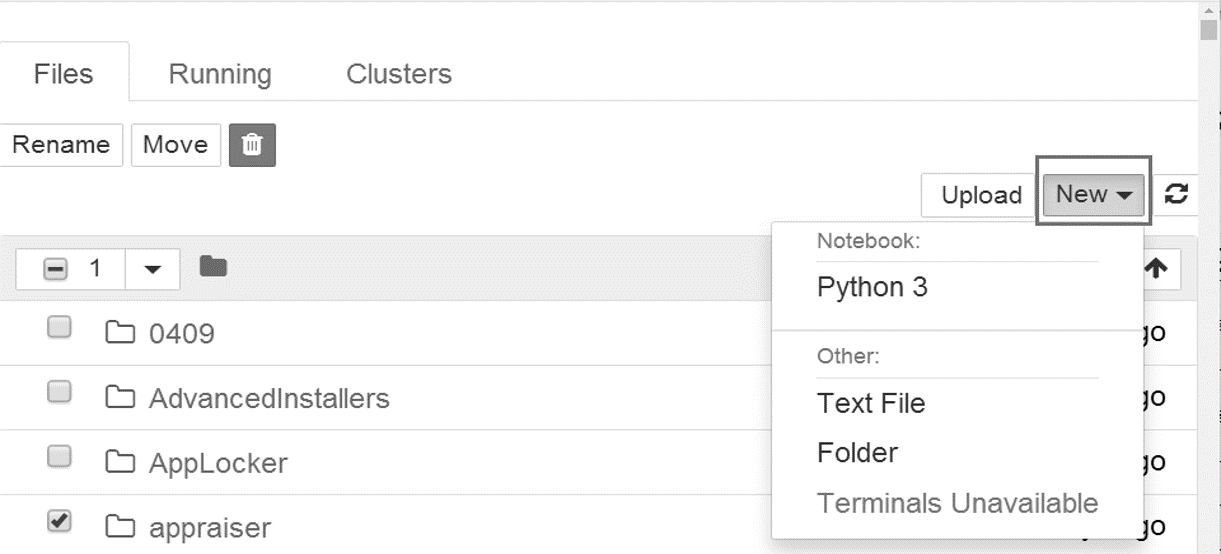 Files Running Clusters
Rename Move
Upload New
Notebook:
1
Python 3
0409 go
Other:
AdvancedInstallers go
Text File
AppLocker Folder go
Terminals Unavailable
appraiser go